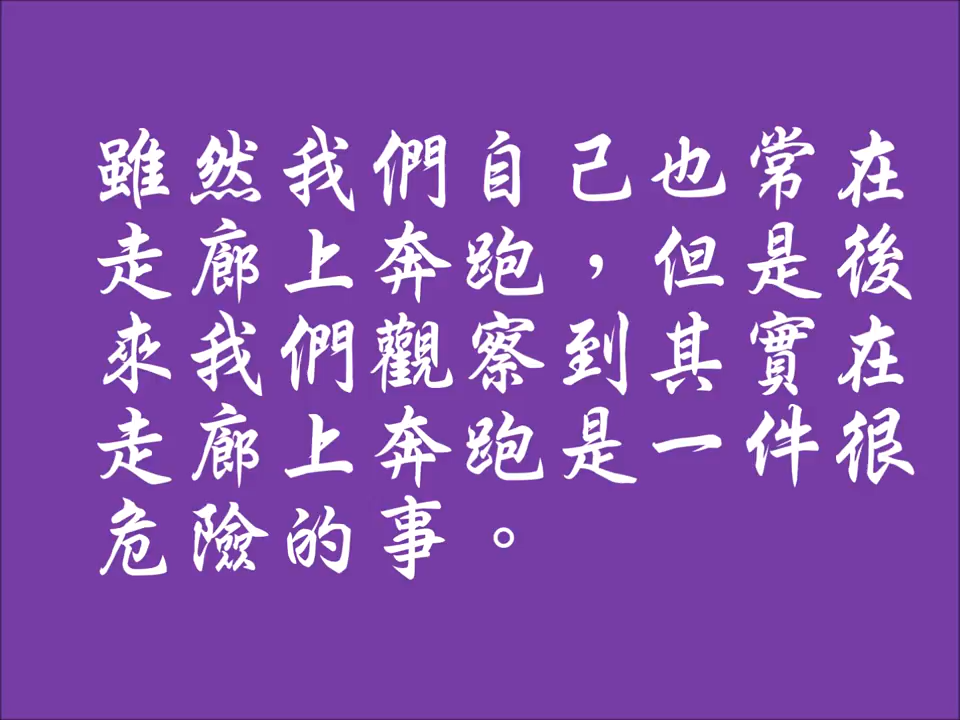 雖然我們自己也常在
走廊上奔跑，但是後
來我們觀察到其實在
走廊上奔跑是一件很
危險的事。